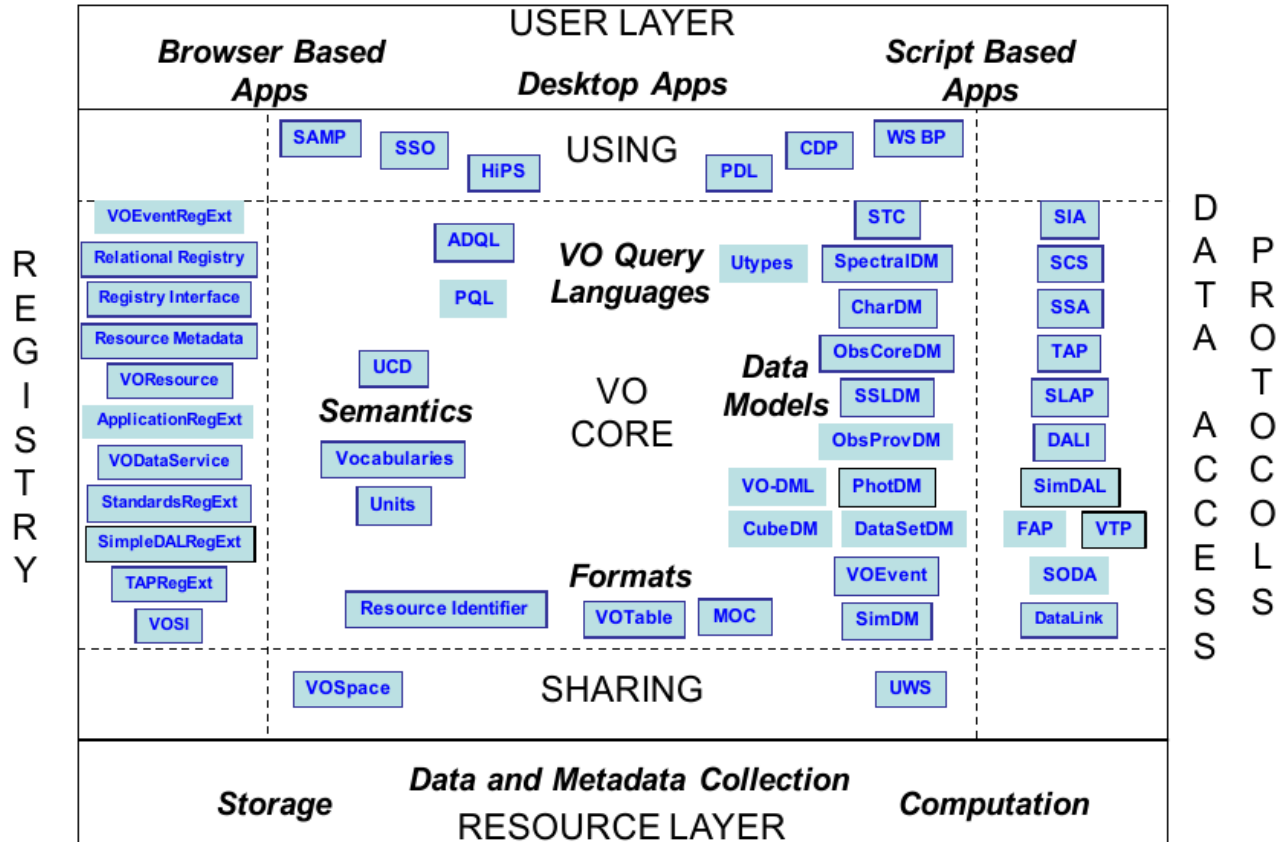 USER LAYER
Browser Based
Apps
Desktop Apps
Script Based
Apps
SAMP
SSO
HiPS
USING
PDL
CDP
WS BP
REGISTRY
VOEventRegExt
Relational Registry
Registry Interface
Resource Metadata
VOResource
ApplicationRegExt
VODataService
StandardsRegExt
SimpleDALRegExt
TAPRegExt
VOSI
ADQL
PQL
VO Query
Languages
UCD
Semantics
Vocabularies
Units
VO
CORE
Resource Identifier
Formats
VOTable
MOC
Utypes
Data
Models
STC
SpectralDM
CharDM
ObsCoreDM
SSLDM
ObsProvDM
VO-DML
PhotDM
CubeDM
DataSetDM
VOEvent
SimDM
SIA
SCS
SSA
TAP
SLAP
DALI
SimDAL
FAP
VTP
SODA
DataLink
DATA ACCESS
PROTOCOLS
VOSpace
SHARING
UWS
Storage
Data and Metadata Collection
Computation
RESOURCE LAYER